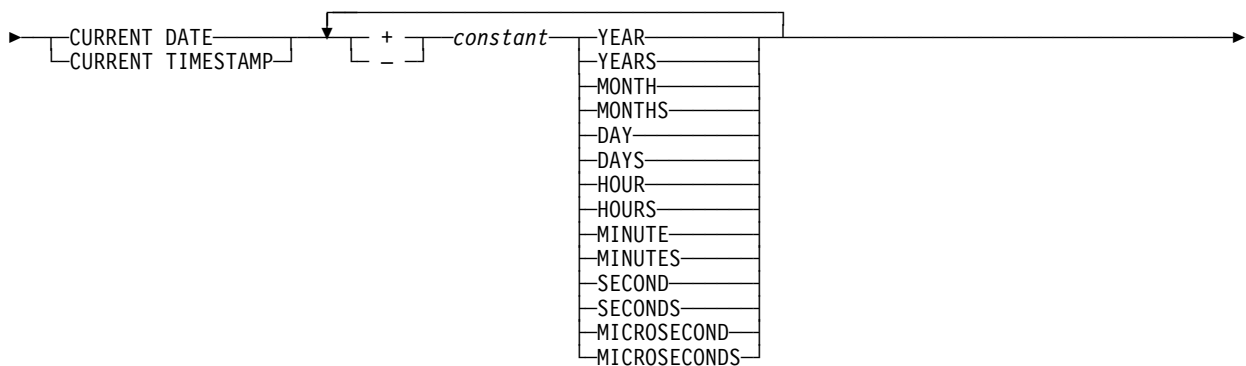 CURRENT DATE + constant YEAR
CURRENT TIMESTAMP – YEARS
MONTH
MONTHS
DAY
DAYS
HOUR
HOURS
MINUTE
MINUTES
SECOND
SECONDS
MICROSECOND
MICROSECONDS